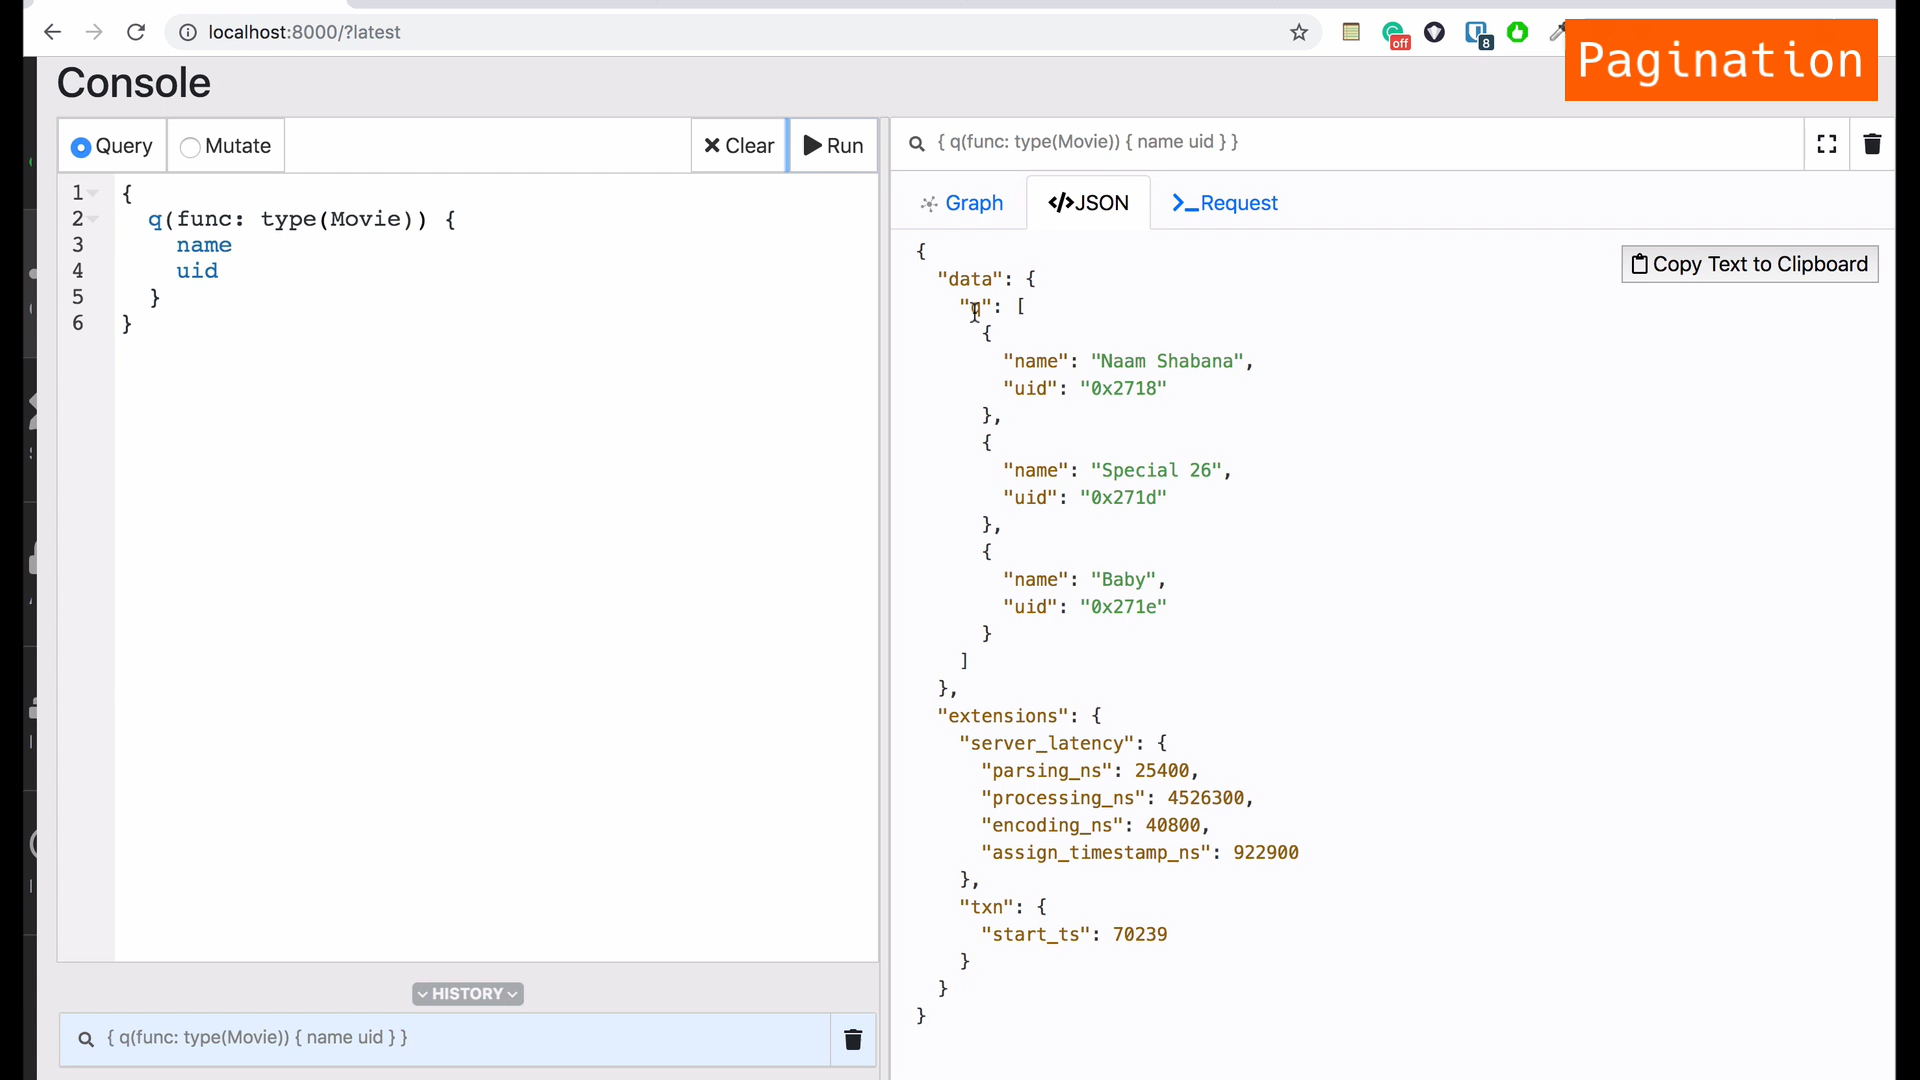 localhost:8000/?latest
off
8
Pagination
Console
Query
Mutate
Clear
Run
1 {
2 q(func: type(Movie)) {
3 name
4 uid
5 }
6 }
HISTORY
{ q(func: type(Movie)) { name uid } }
{ q(func: type(Movie)) { name uid } }
Graph
</>JSON
>_Request
Copy Text to Clipboard
{
"data": {
"q": [
{
"name": "Naam Shabana",
"uid": "0x2718"
},
{
"name": "Special 26",
"uid": "0x271d"
},
{
"name": "Baby",
"uid": "0x271e"
}
]
},
"extensions": {
"server_latency": {
"parsing_ns": 25400,
"processing_ns": 4526300,
"encoding_ns": 40800,
"assign_timestamp_ns": 922900
},
"txn": {
"start_ts": 70239
}
}
}